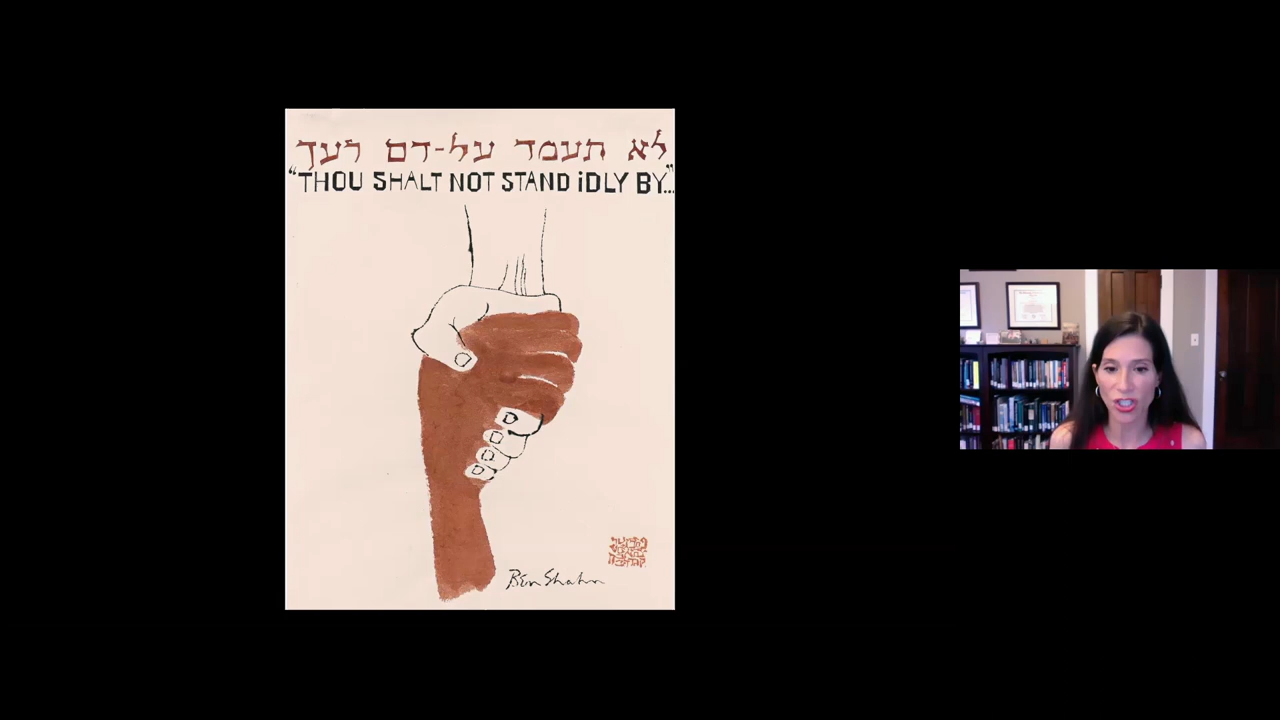 לא תעמד על-דם רעך
"THOU SHALT NOT STAND iDLY BY..."
Ben Shahn